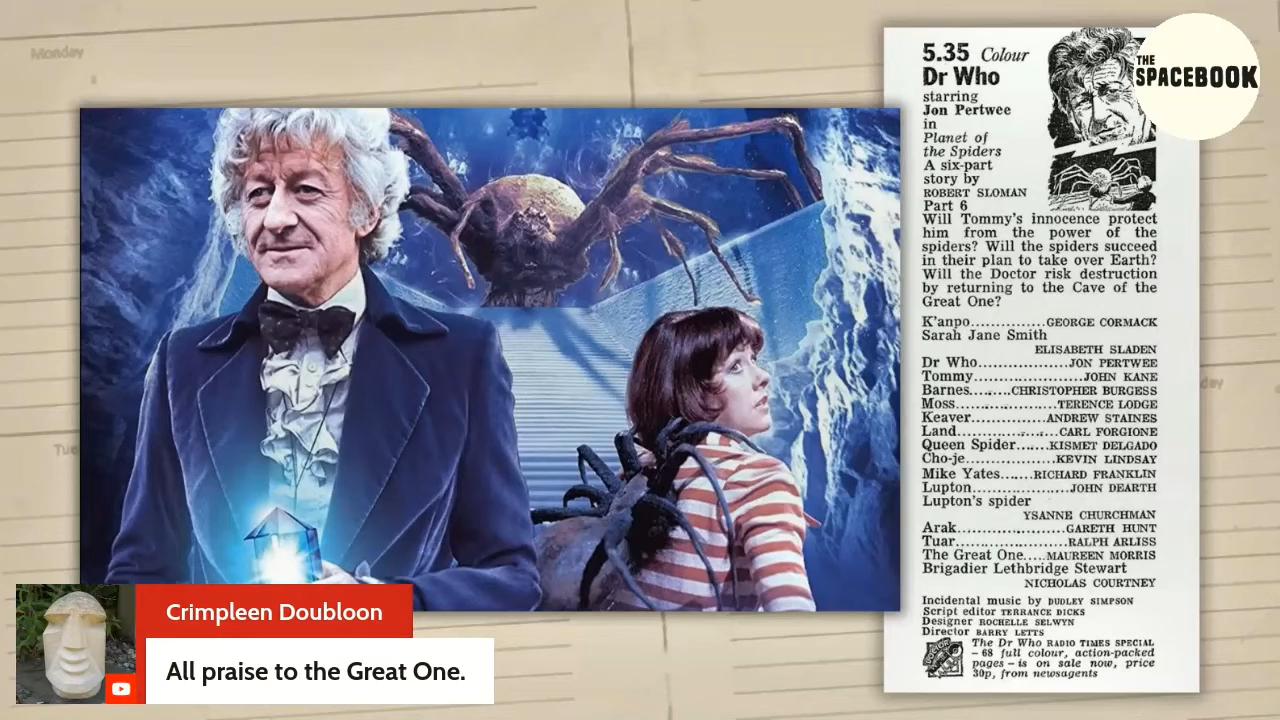 Monday
5.35 Colour
Dr Who
starring
Jon Pertwee
in
Planet of
the Spiders
A six-part
story by
ROBERT SLOMAN
Part 6
Will Tommy's innocence protect
him from the power of the
spiders? Will the spiders succeed
in their plan to take over Earth?
Will the Doctor risk destruction
by returning to the Cave of the
Great One?
K'anpo..............GEORGE CORMACK
Sarah Jane Smith
ELISABETH SLADEN
Dr Who..................JON PERTWEE
Tommy......................JOHN KANE
Barnes.........CHRISTOPHER BURGESS
Moss....................TERENCE LODGE
Keaver................ANDREW STAINES
Land....................CARL FORGIONE
Queen Spider......KISMET DELGADO
Cho-je....................KEVIN LINDSAY
Mike Yates......RICHARD FRANKLIN
Lupton....................JOHN DEARTH
Lupton's spider
YSANNE CHURCHMAN
Arak.....................GARETH HUNT
Tuar.....................RALPH ARLISS
The Great One.....MAUREEN MORRIS
Brigadier Lethbridge Stewart
NICHOLAS COURTNEY
Incidental music by DUDLEY SIMPSON
Script editor TERRANCE DICKS
Designer ROCHELLE SELWYN
Director BARRY LETTS
The Dr Who RADIO TIMES SPECIAL
– 68 full colour, action-packed
pages – is on sale now, price
30p, from newsagents
THE
SPACEBOOK
Crimpleen Doubloon
All praise to the Great One.